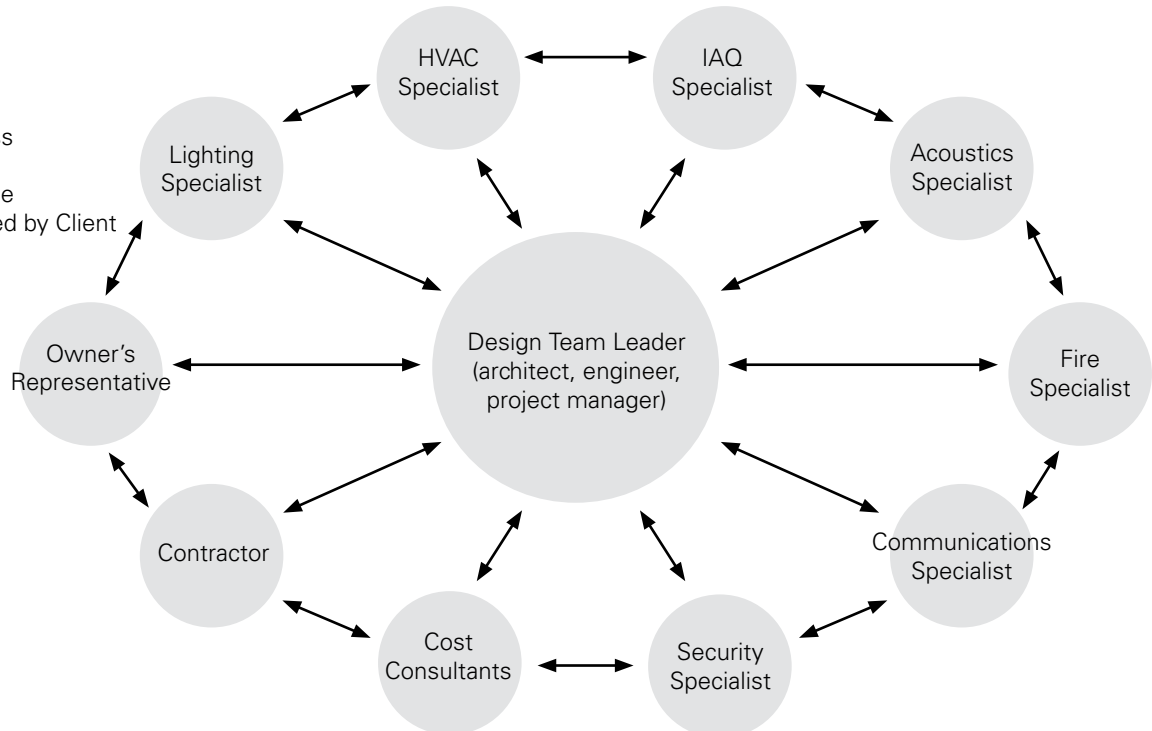 HVAC
Specialist
IAQ
Specialist
Lighting
Specialist
Acoustics
Specialist
ed by Client
Owner's
Representative
Design Team Leader
(architect, engineer,
project manager)
Fire
Specialist
Contractor
Communications
Specialist
Cost
Consultants
Security
Specialist